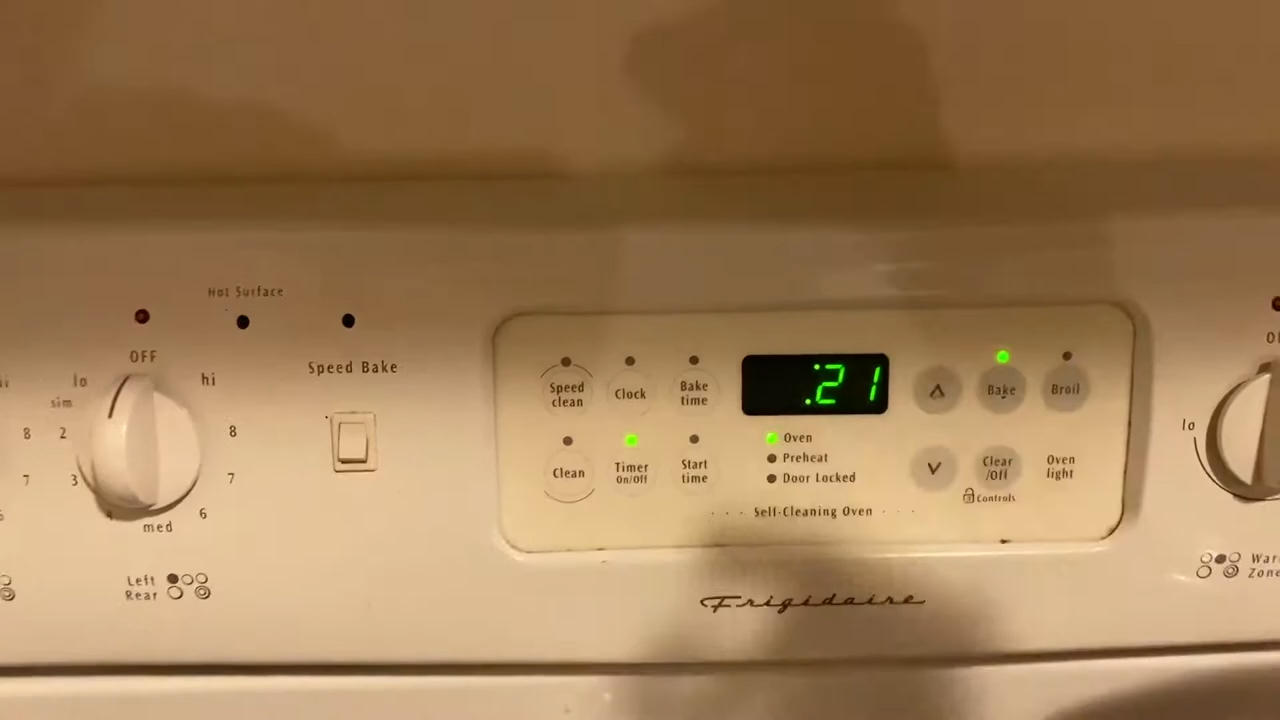 Hot Surface
OFF
Speed Bake
lo
hi
sim
8 2
8
7 3
7
6
med
Left
Rear
Speed
clean
Clock
Bake
time
:21
Bake
Broil
Oven
Preheat
Door Locked
Clean
Timer
On/Off
Start
time
Clear
/Off
Controls
Oven
light
Self-Cleaning Oven
Frigidaire
lo